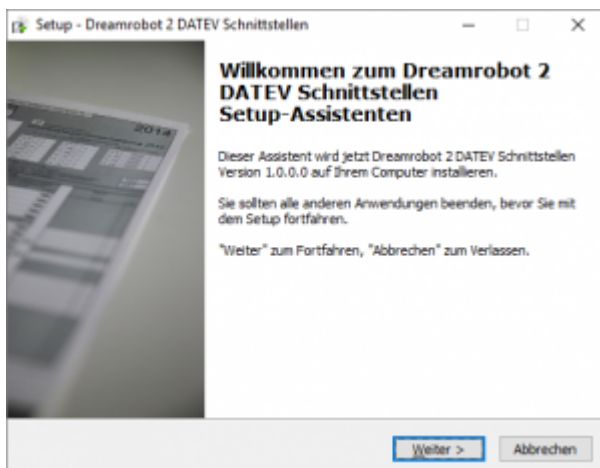 Setup - Dreamrobot 2 DATEV Schnittstellen
2014
Willkommen zum Dreamrobot 2
DATEV Schnittstellen
Setup-Assistenten
Dieser Assistent wird jetzt Dreamrobot 2 DATEV Schnittstellen
Version 1.0.0.0 auf Ihrem Computer installieren.
Sie sollten alle anderen Anwendungen beenden, bevor Sie mit
dem Setup fortfahren.
"Weiter" zum Fortfahren, "Abbrechen" zum Verlassen.
Weiter >
Abbrechen